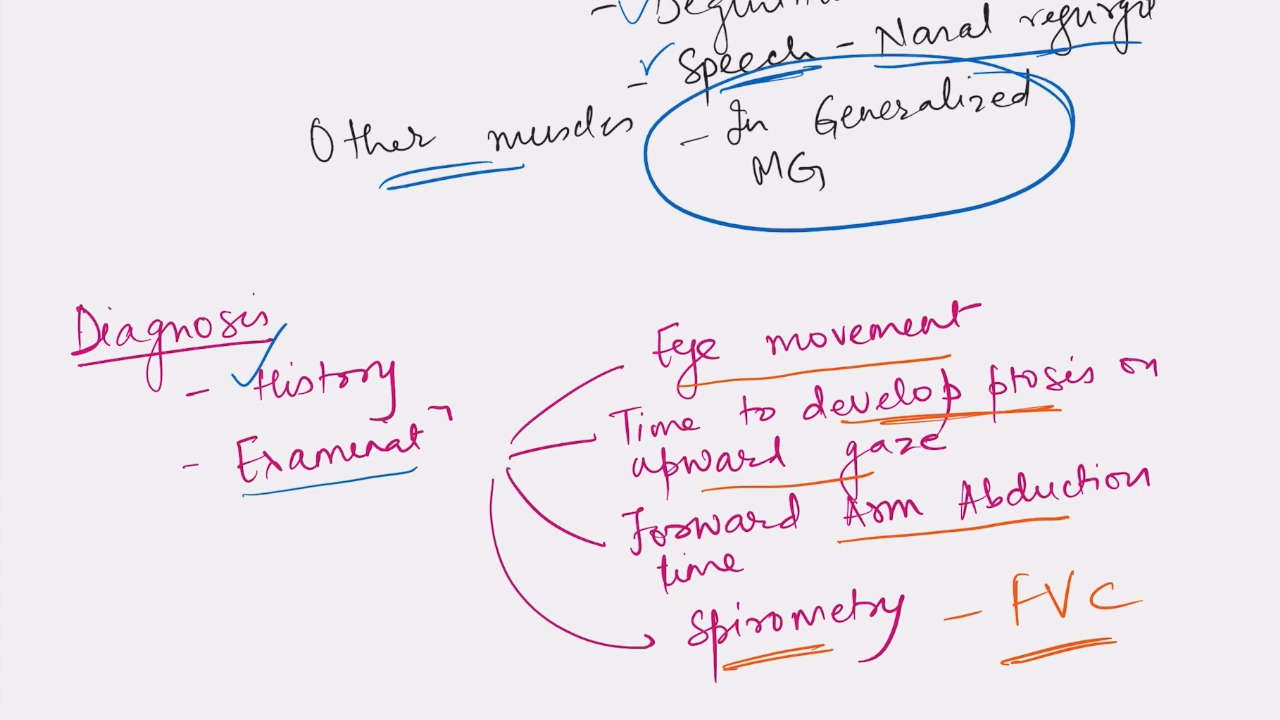 - Speech - Nasal regurgi
Other muscles - In Generalized
MG
Diagnosis
- History
- Examinat
Eye movement
Time to develop ptosis on
upward gaze
Forward Arm Abduction
time
Spirometry - FVC